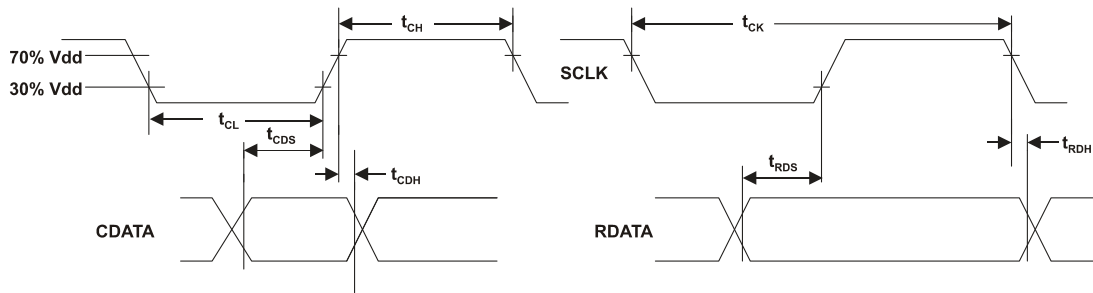 t_CH
t_CK
70% Vdd
SCLK
30% Vdd
t_CL
t_CDS
t_RDH
t_RDS
t_CDH
CDATA
RDATA